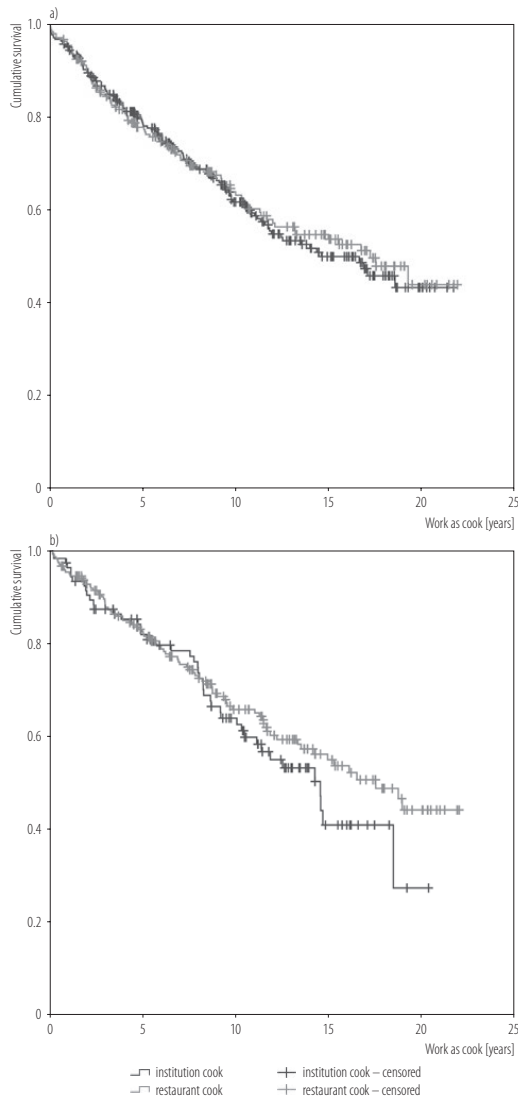 a)
Cumulative survival
1.0
0.8
0.6
0.4
0.2
0
0 5 10 15 20 25
Work as cook [years]
b)
Cumulative survival
1.0
0.8
0.6
0.4
0.2
0
0 5 10 15 20 25
Work as cook [years]
institution cook institution cook – censored
restaurant cook restaurant cook – censored